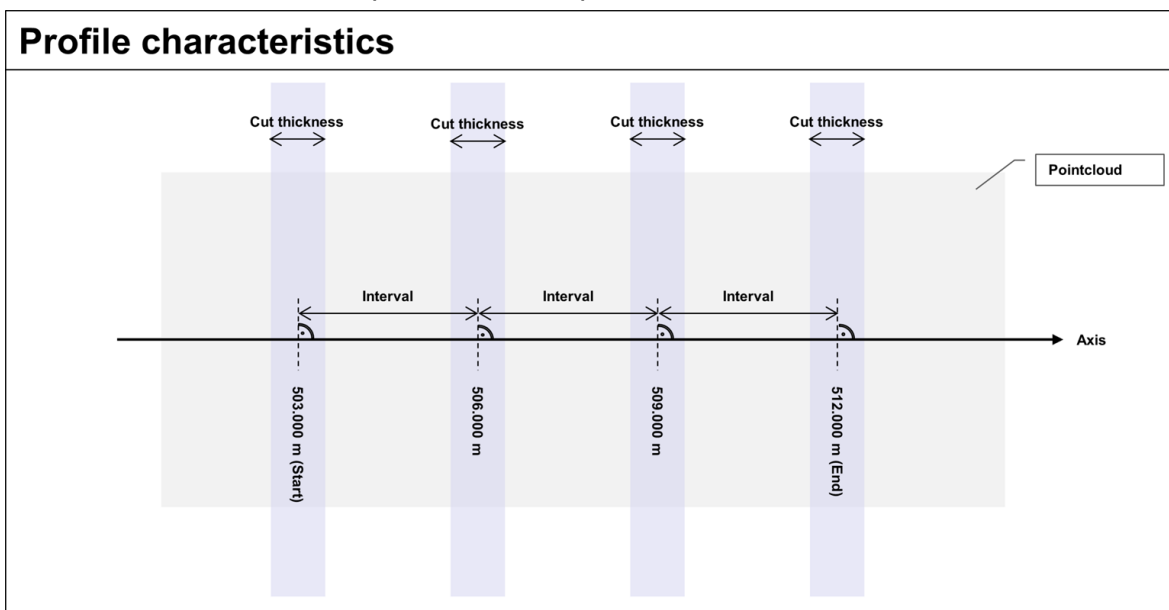 Profile characteristics
Cut thickness
Cut thickness
Cut thickness
Cut thickness
Pointcloud
Interval
Interval
Interval
Axis
503.000 m (Start)
506.000 m
509.000 m
512.000 m (End)